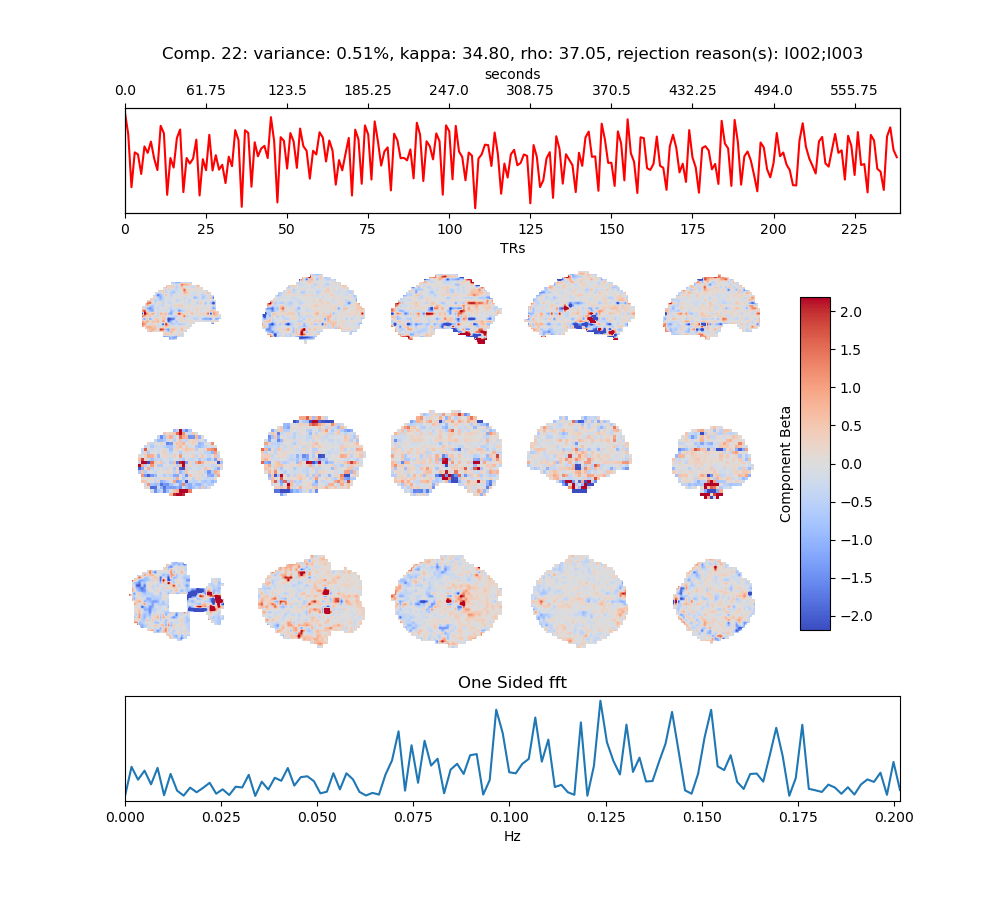 Comp. 22: variance: 0.51%, kappa: 34.80, rho: 37.05, rejection reason(s): I002;I003
seconds
0.0 61.75 123.5 185.25 247.0 308.75 370.5 432.25 494.0 555.75
0 25 50 75 100 125 150 175 200 225
TRs
2.0
1.5
1.0
0.5
0.0
−0.5
−1.0
−1.5
−2.0
Component Beta
One Sided fft
0.000 0.025 0.050 0.075 0.100 0.125 0.150 0.175 0.200
Hz